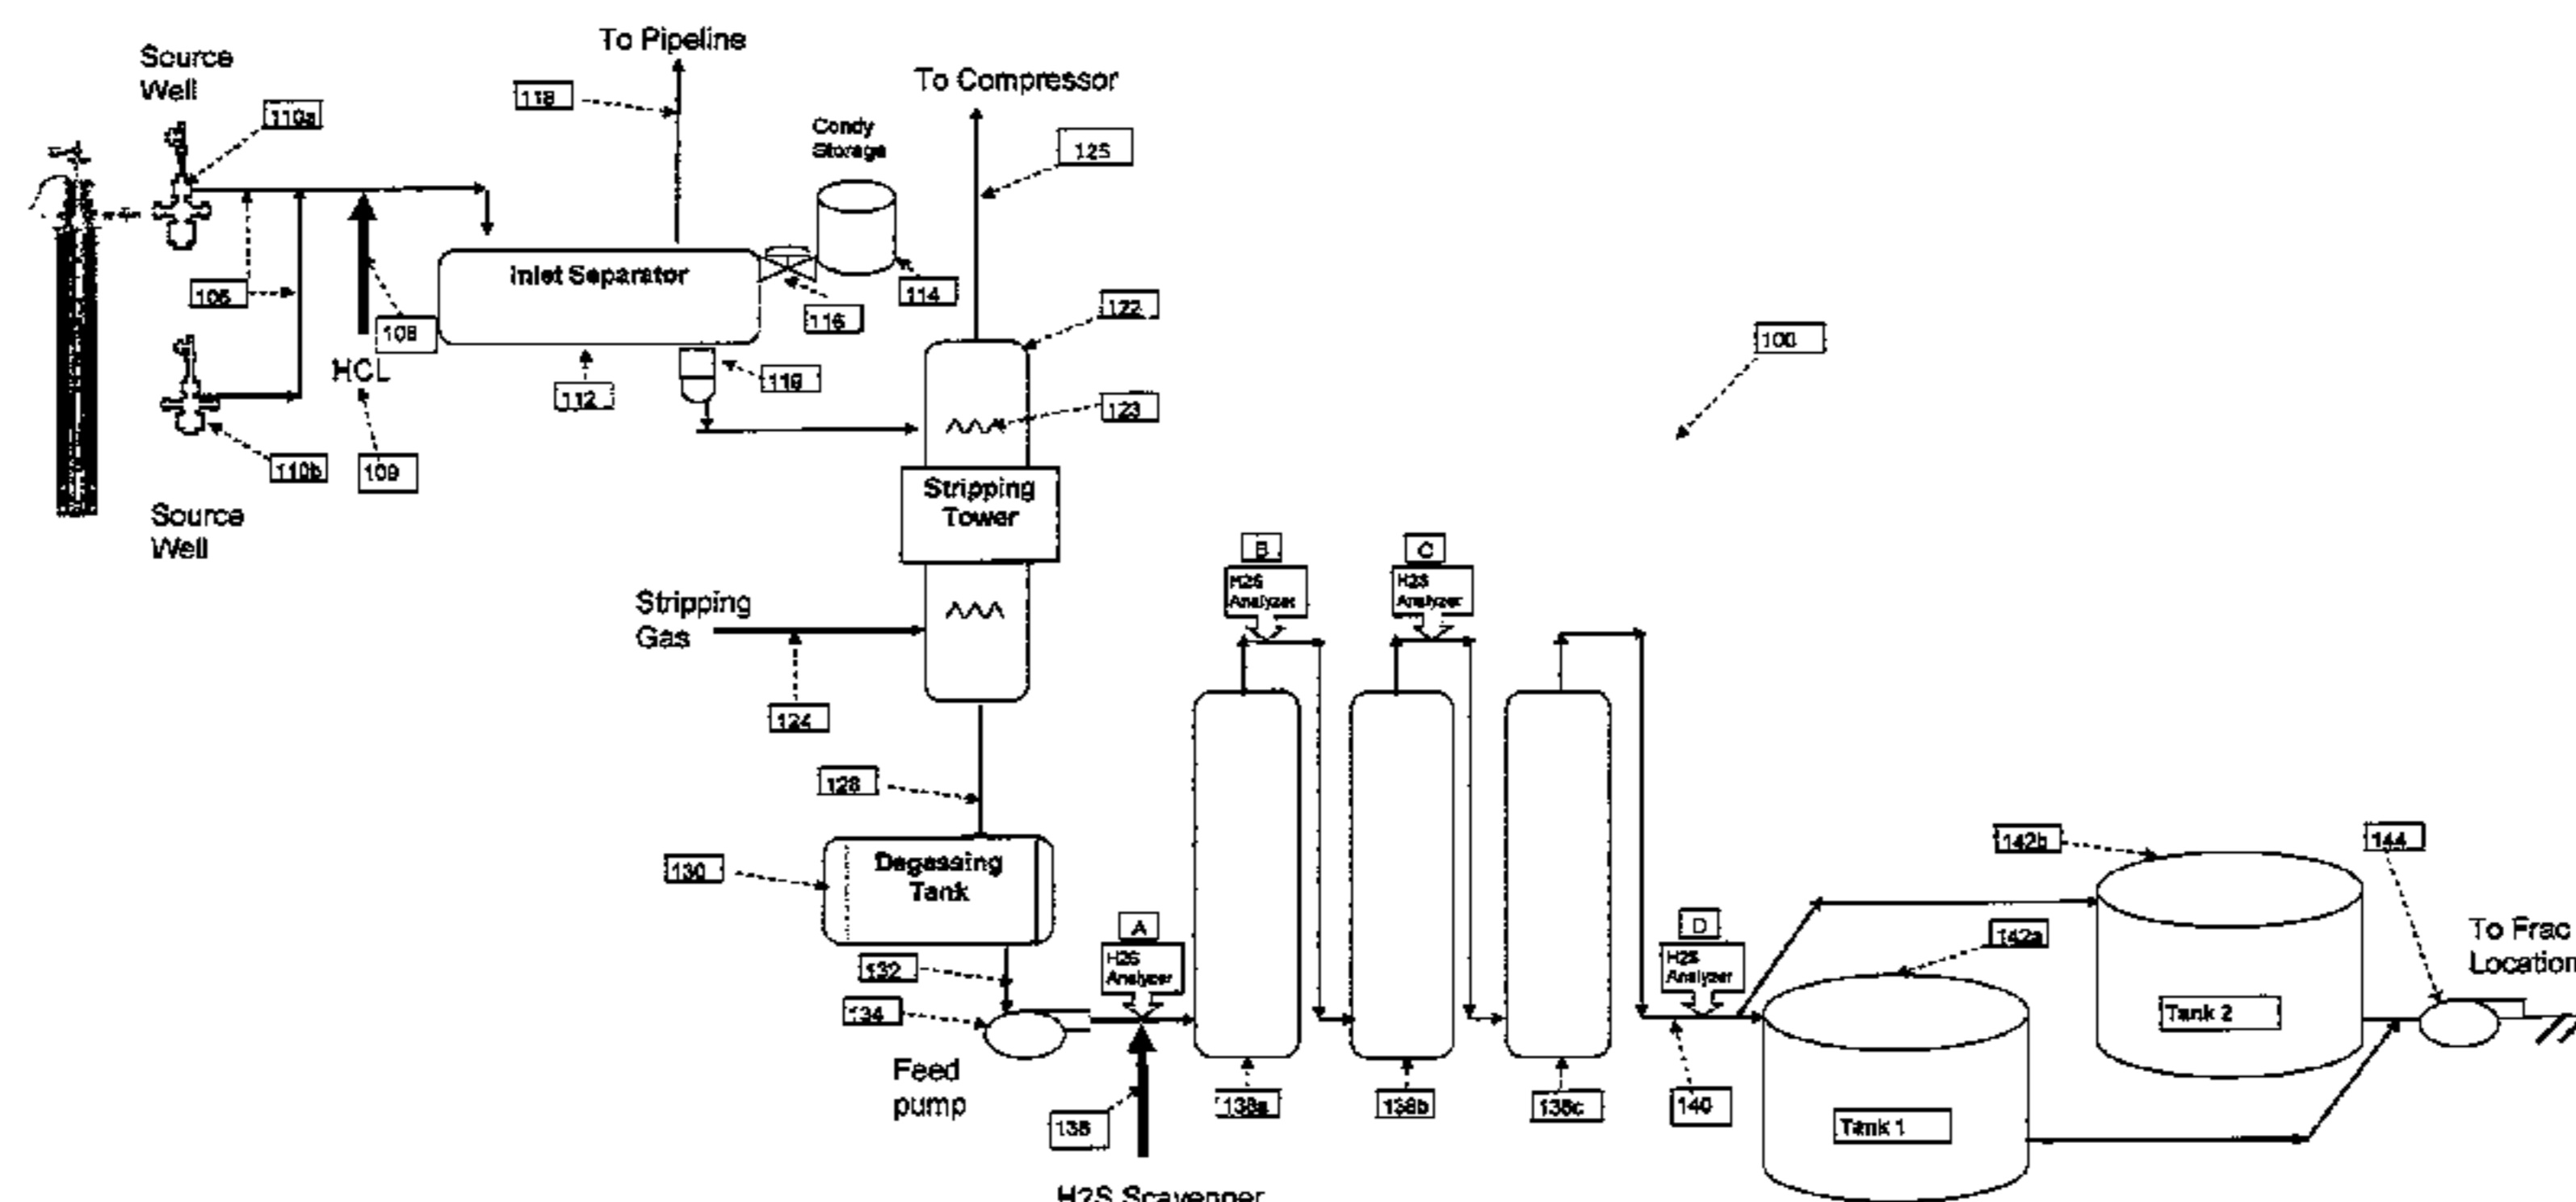 To Pipeline
Source
Well
118
To Compressor
110a
Condy
Storage
125
106
Inlet Separator
114
116
122
108
HCL
119
100
112
123
110b
109
Stripping
Tower
Source
Well
B
C
H2S
Analyzer
H2S
Analyzer
Stripping
Gas
124
128
142b
144
130
Degassing
Tank
A
D
142a
To Frac
Location
132
H2S
Analyzer
H2S
Analyzer
134
Tank 2
Feed
pump
138a
138b
138c
140
136
Tank 1
H2S Scavenger